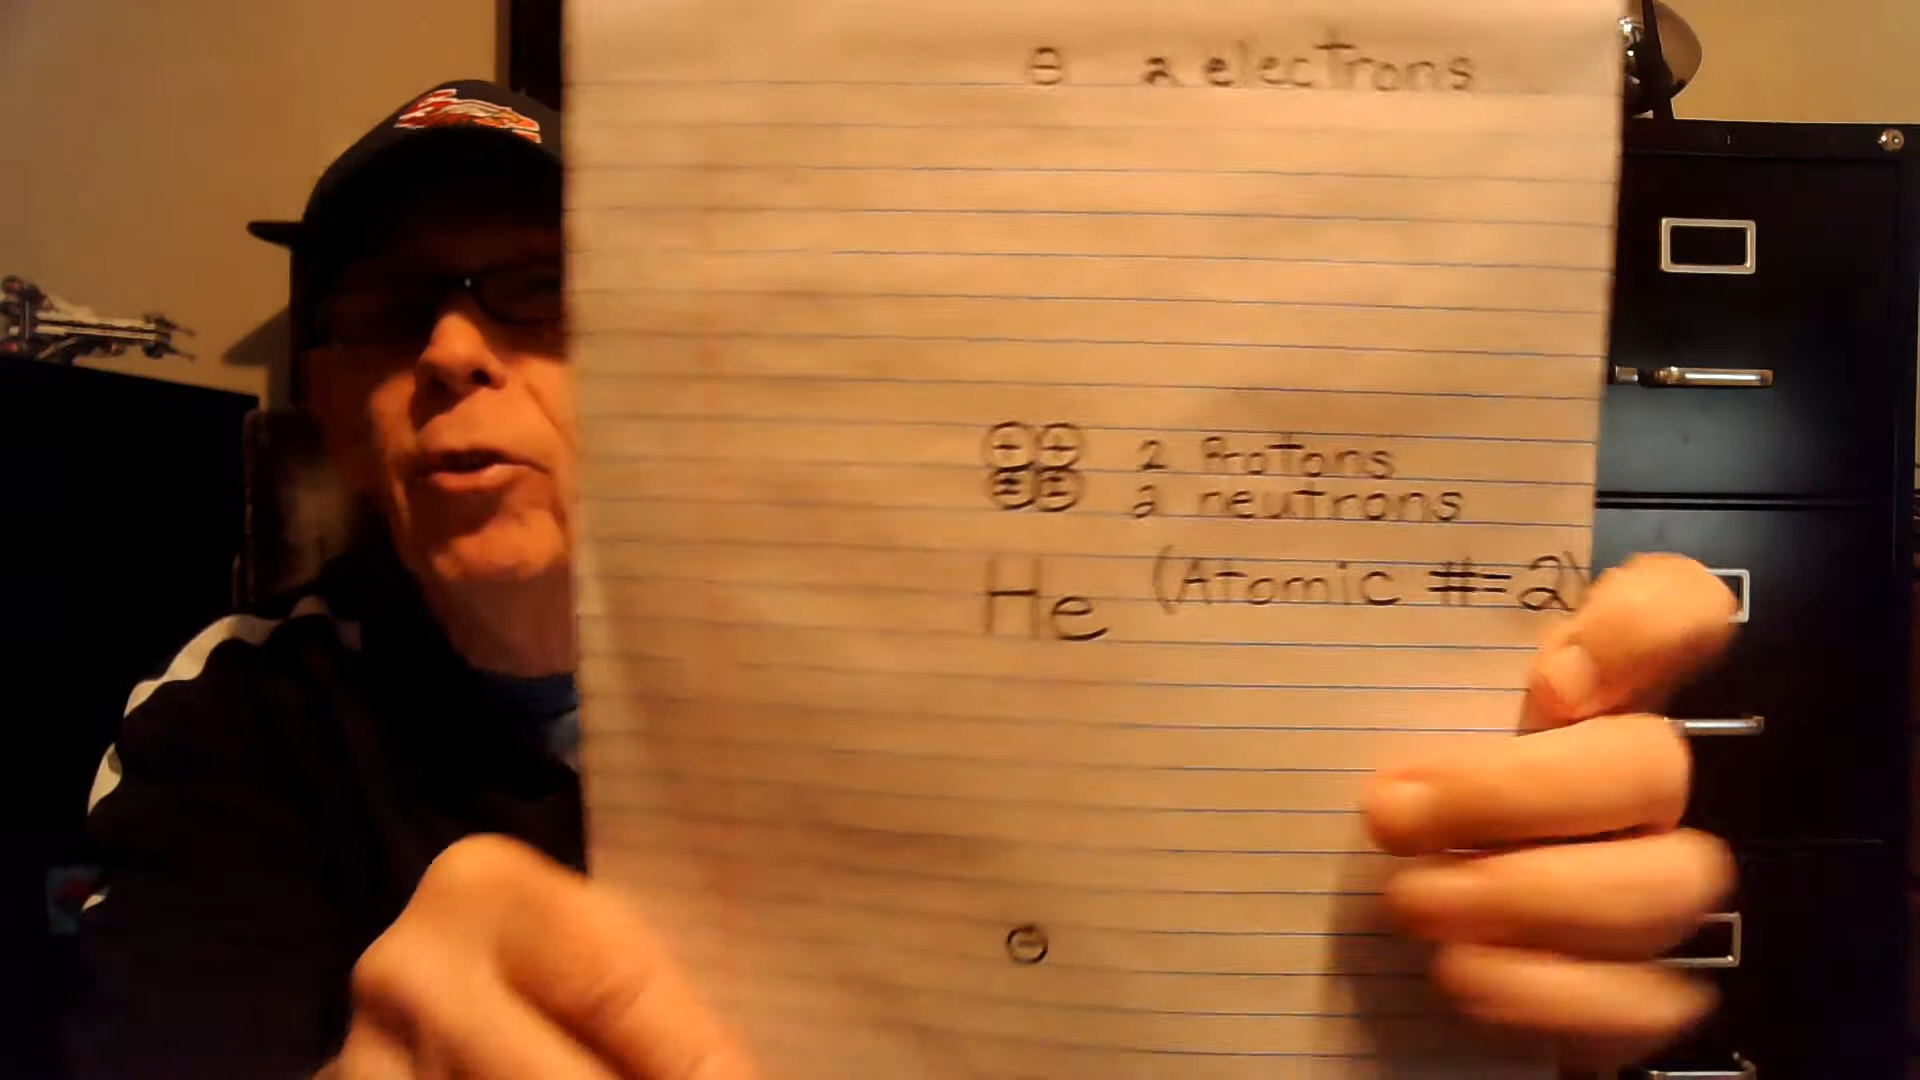 2 electrons
2 Protons
2 neutrons
He (Atomic #=2)